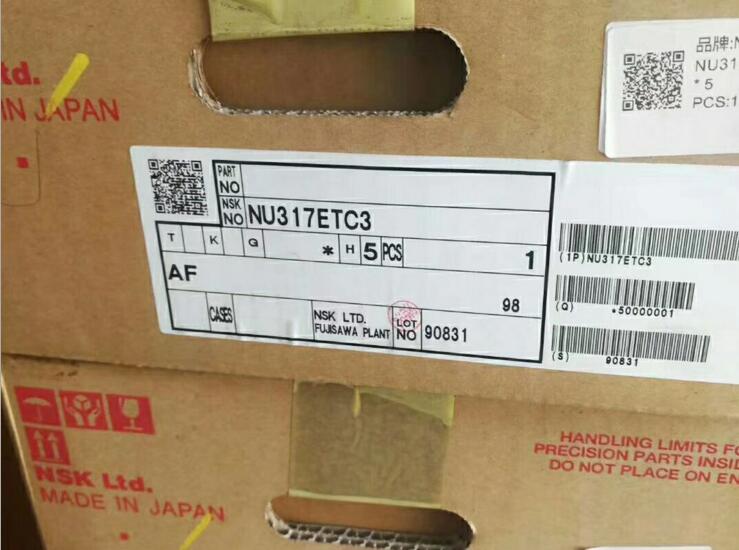 td.
IN JAPAN
品牌:N
NU31
* 5
PCS:1
PART NO
NSK NO NU317ETC3
T K Q * H 5 PCS 1
AF
98
CASES NSK LTD. FUJISAWA PLANT LOT NO 90831
(1P)NU317ETC3
(Q) *50000001
(S) 90831
NSK Ltd.
MADE IN JAPAN
HANDLING LIMITS FO
PRECISION PARTS INSID
DO NOT PLACE ON EN